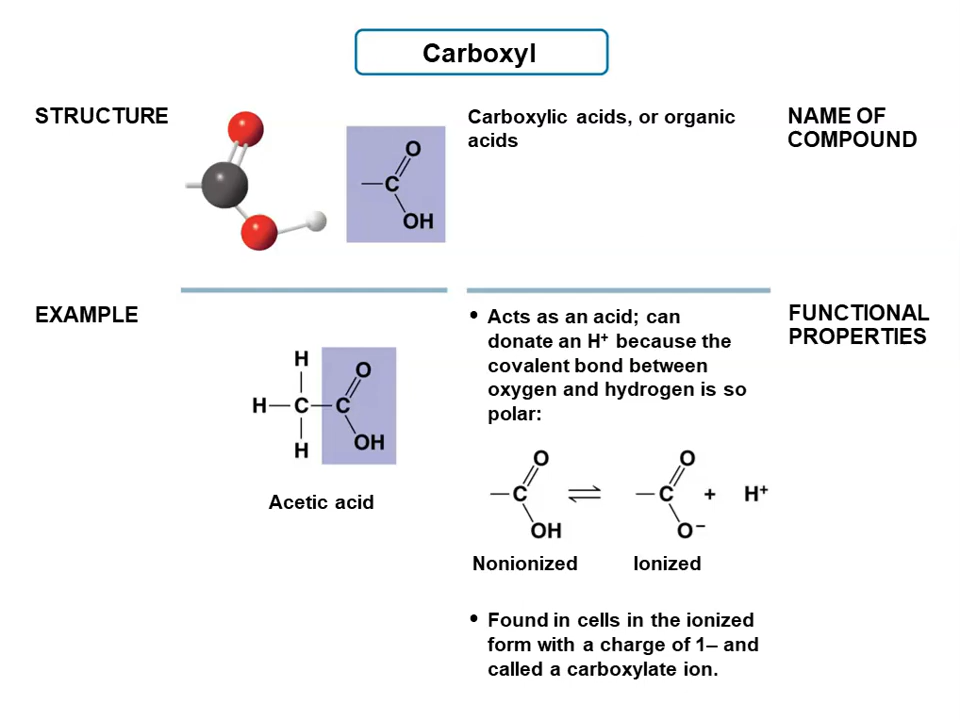 Carboxyl
STRUCTURE
O
C
OH
Carboxylic acids, or organic
acids
NAME OF
COMPOUND
EXAMPLE
H
O
H—C—C
H
OH
Acetic acid
• Acts as an acid; can
donate an H⁺ because the
covalent bond between
oxygen and hydrogen is so
polar:
O
O
—C ⇌ —C + H⁺
OH
O⁻
Nonionized
Ionized
• Found in cells in the ionized
form with a charge of 1– and
called a carboxylate ion.
FUNCTIONAL
PROPERTIES